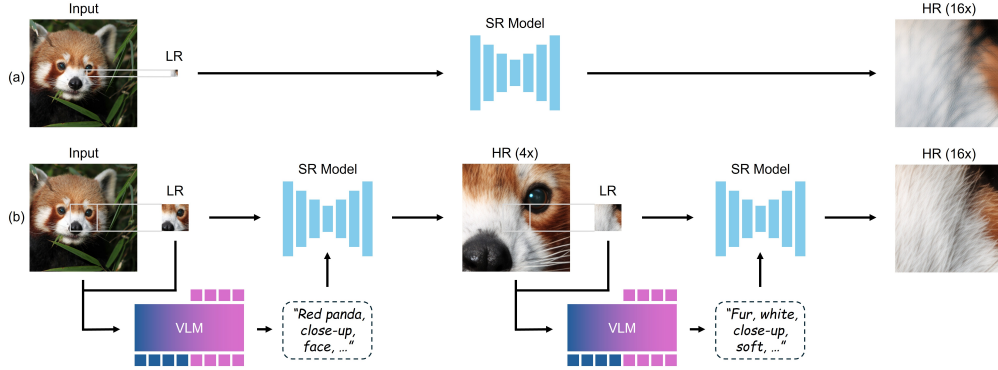 Input
LR
SR Model
HR (16x)
(a)
Input
LR
SR Model
HR (4x)
LR
SR Model
HR (16x)
(b)
VLM
“Red panda,
close-up,
face, …”
VLM
“Fur, white,
close-up,
soft, …”